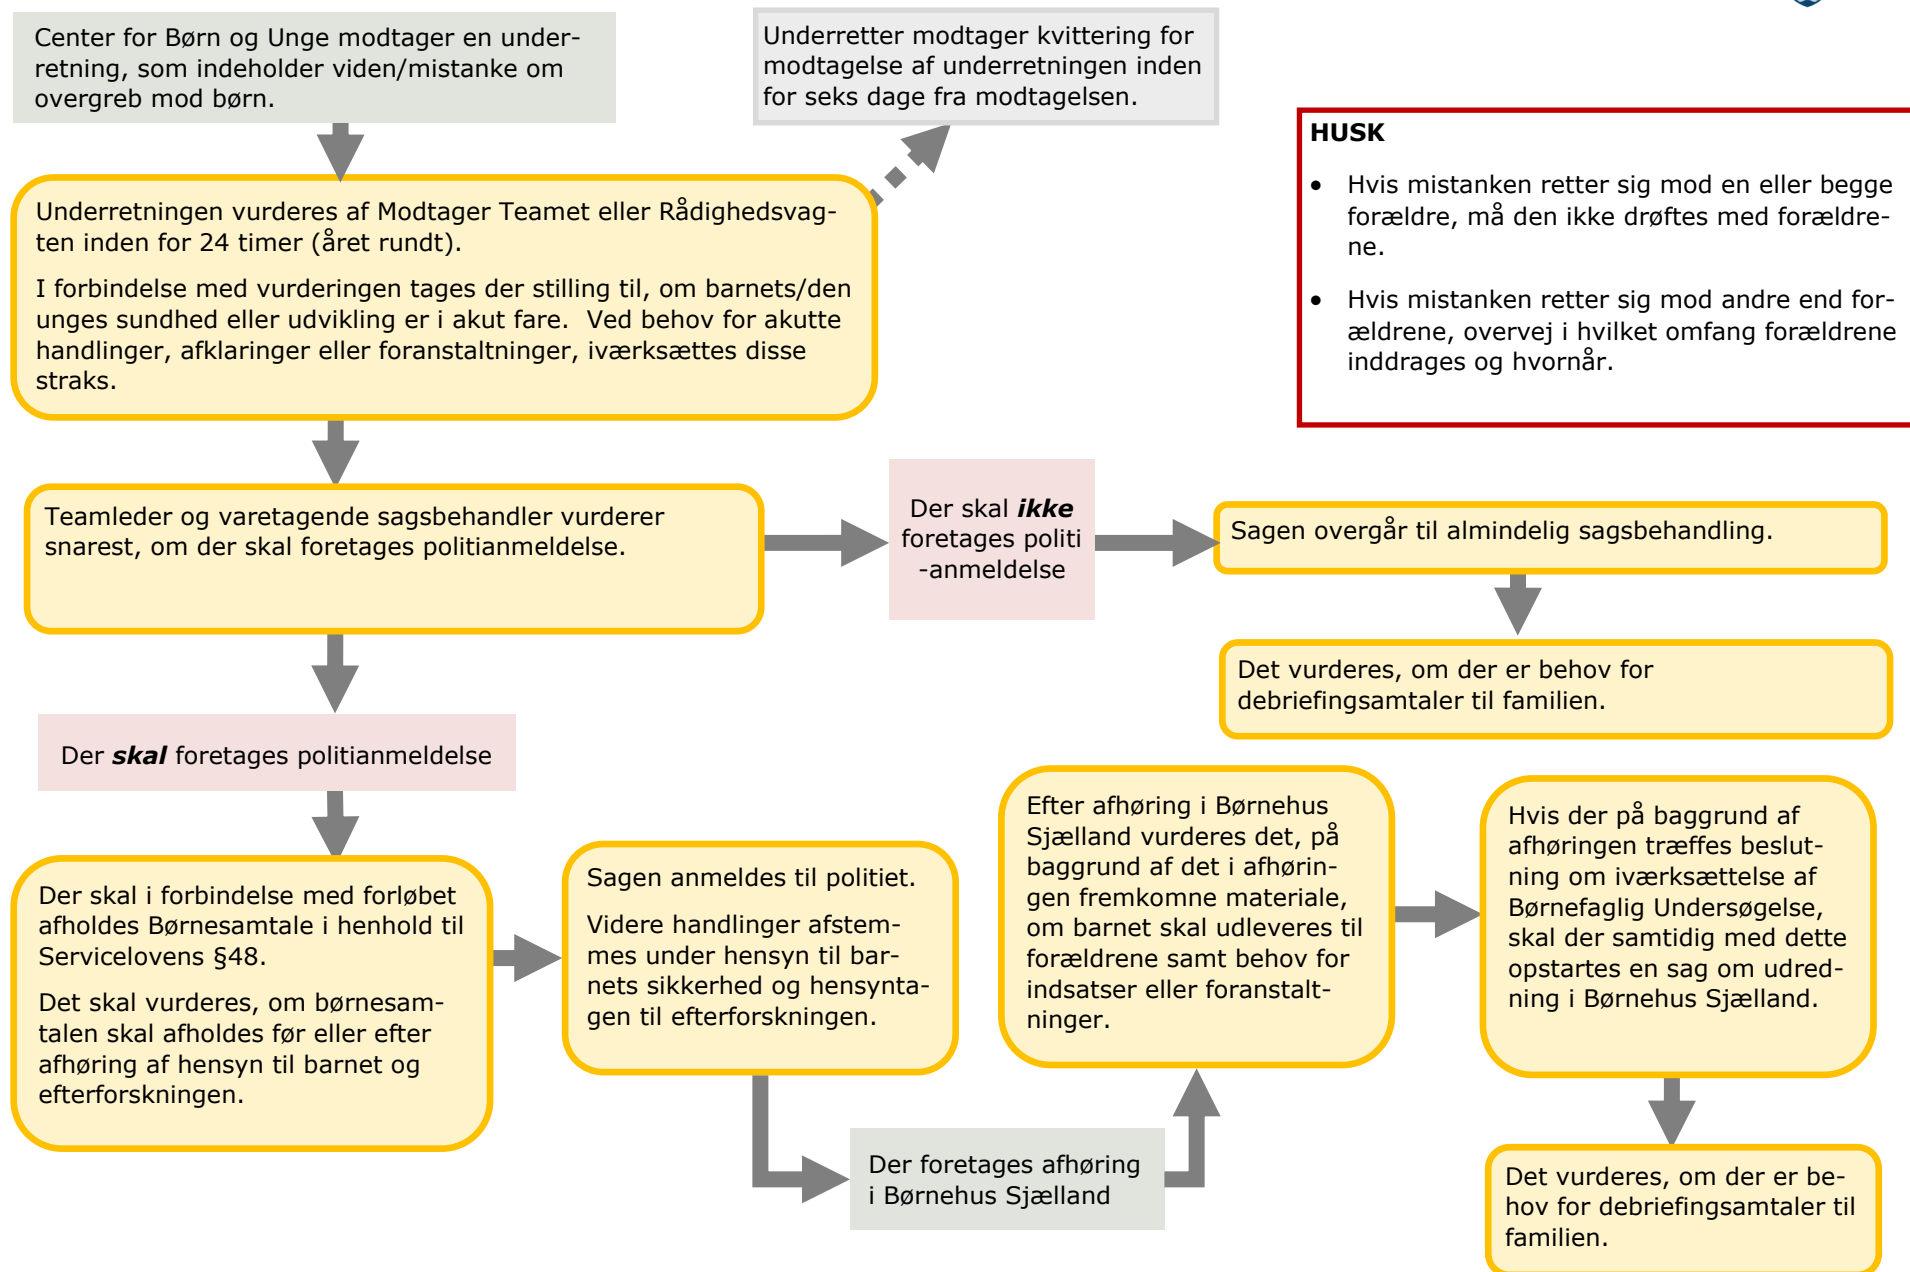 Center for Børn og Unge modtager en under-
retning, som indeholder viden/mistanke om
overgreb mod børn.
Underretter modtager kvittering for
modtagelse af underretningen inden
for seks dage fra modtagelsen.
HUSK
• Hvis mistanken retter sig mod en eller begge
forældre, må den ikke drøftes med forældre-
ne.
• Hvis mistanken retter sig mod andre end for-
ældrene, overvej i hvilket omfang forældrene
inddrages og hvornår.
Underretningen vurderes af Modtager Teamet eller Rådighedsvag-
ten inden for 24 timer (året rundt).
I forbindelse med vurderingen tages der stilling til, om barnets/den
unges sundhed eller udvikling er i akut fare.  Ved behov for akutte
handlinger, afklaringer eller foranstaltninger, iværksættes disse
straks.
Teamleder og varetagende sagsbehandler vurderer
snarest, om der skal foretages politianmeldelse.
Der skal ikke
foretages politi
-anmeldelse
Sagen overgår til almindelig sagsbehandling.
Det vurderes, om der er behov for
debriefingsamtaler til familien.
Der skal foretages politianmeldelse
Der skal i forbindelse med forløbet
afholdes Børnesamtale i henhold til
Servicelovens §48.
Det skal vurderes, om børnesam-
talen skal afholdes før eller efter
afhøring af hensyn til barnet og
efterforskningen.
Sagen anmeldes til politiet.
Videre handlinger afstem-
mes under hensyn til bar-
nets sikkerhed og hensynta-
gen til efterforskningen.
Der foretages afhøring
i Børnehus Sjælland
Efter afhøring i Børnehus
Sjælland vurderes det, på
baggrund af det i afhørin-
gen fremkomne materiale,
om barnet skal udleveres til
forældrene samt behov for
indsatser eller foranstalt-
ninger.
Hvis der på baggrund af
afhøringen træffes beslut-
ning om iværksættelse af
Børnefaglig Undersøgelse,
skal der samtidig med dette
opstartes en sag om udred-
ning i Børnehus Sjælland.
Det vurderes, om der er be-
hov for debriefingsamtaler til
familien.